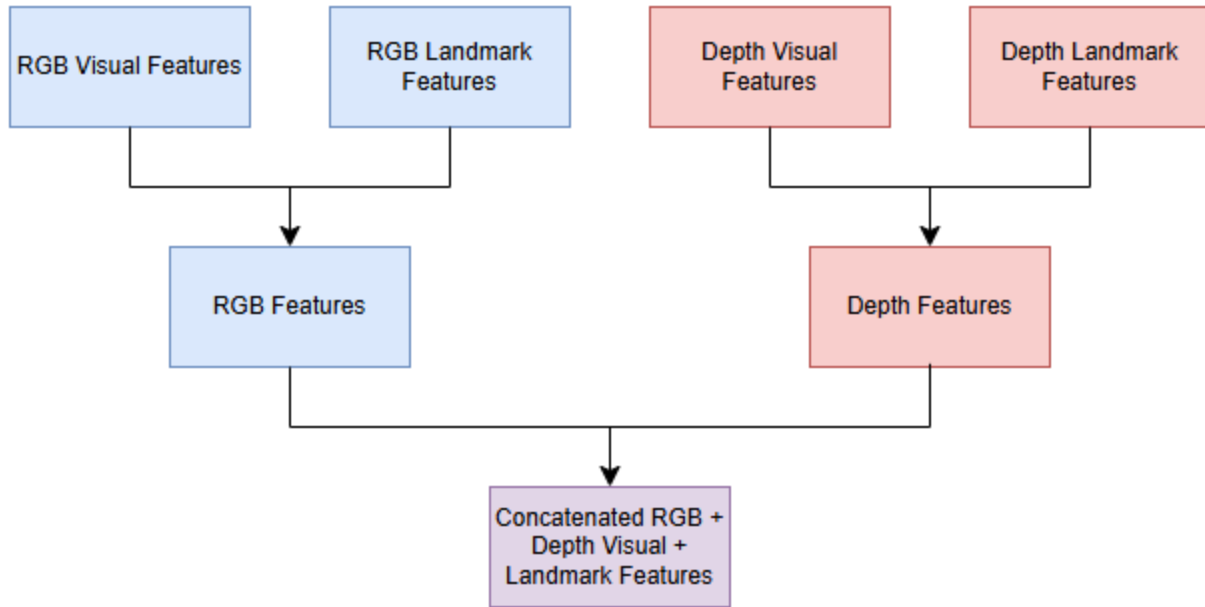 RGB Visual Features
RGB Landmark
Features
Depth Visual
Features
Depth Landmark
Features
RGB Features
Depth Features
Concatenated RGB +
Depth Visual +
Landmark Features